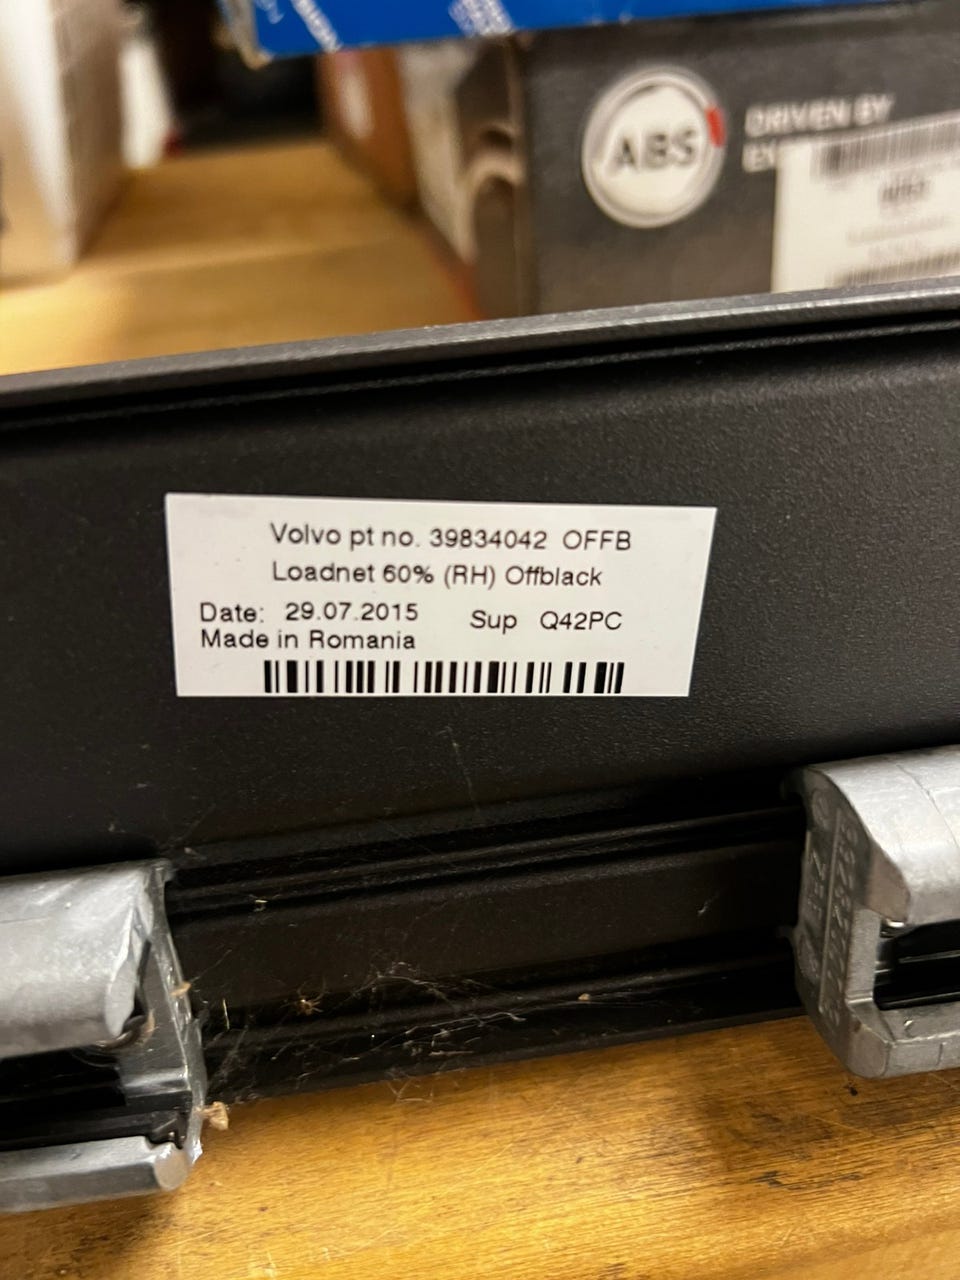 ABS
DRIVEN BY
Volvo pt no. 39834042 OFFB
Loadnet 60% (RH) Offblack
Date: 29.07.2015 Sup Q42PC
Made in Romania